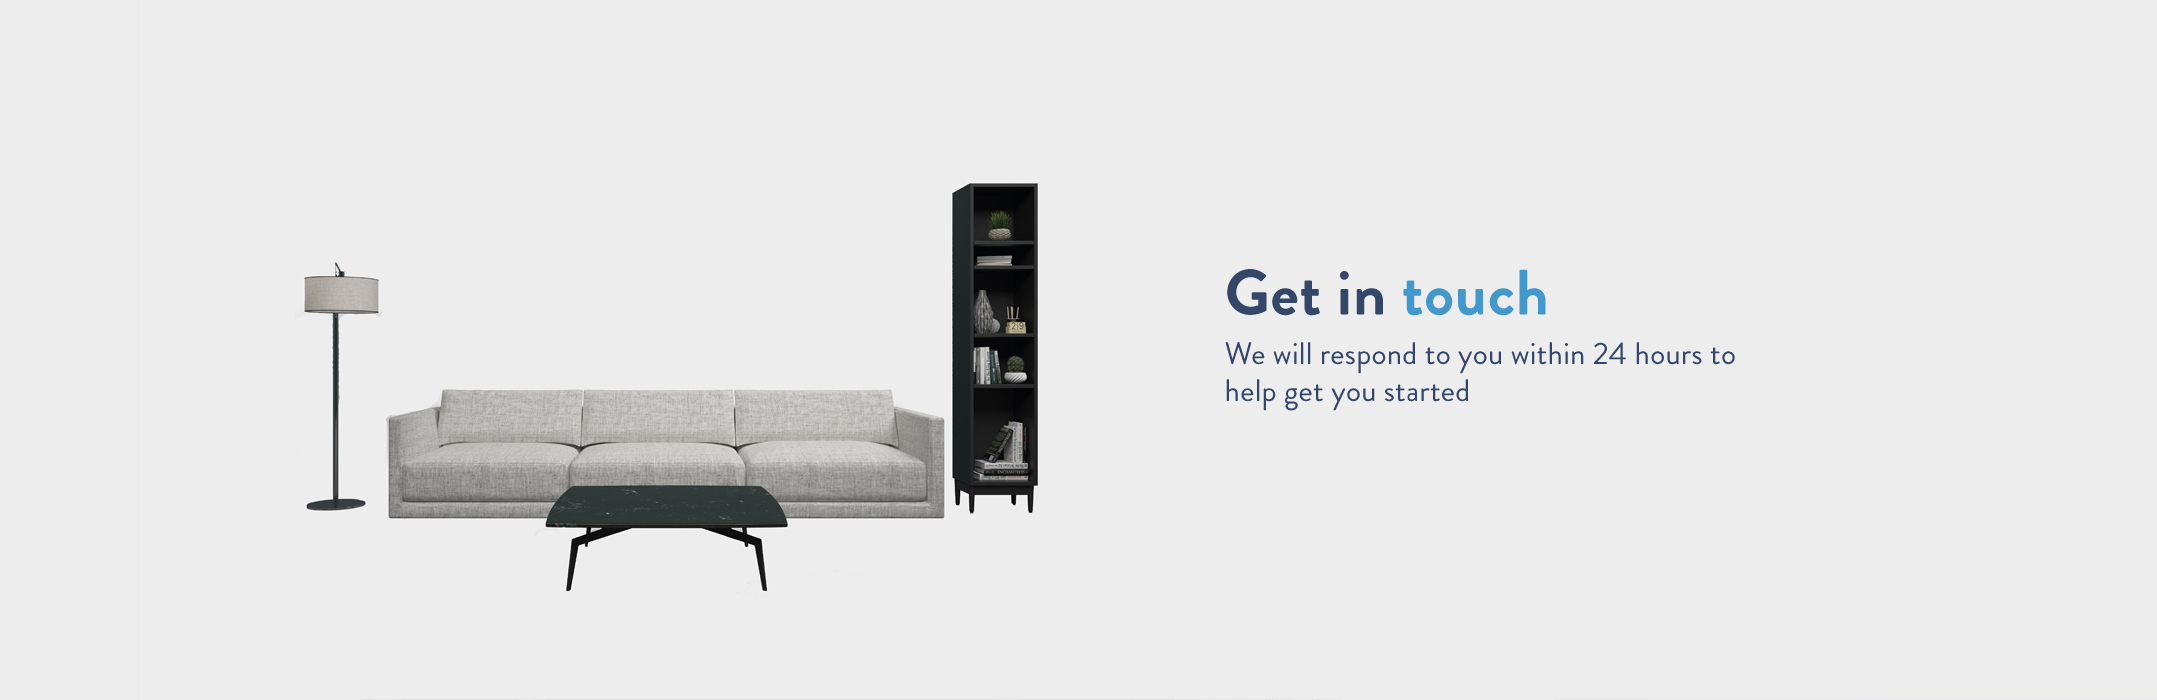 Get in touch
We will respond to you within 24 hours to
help get you started